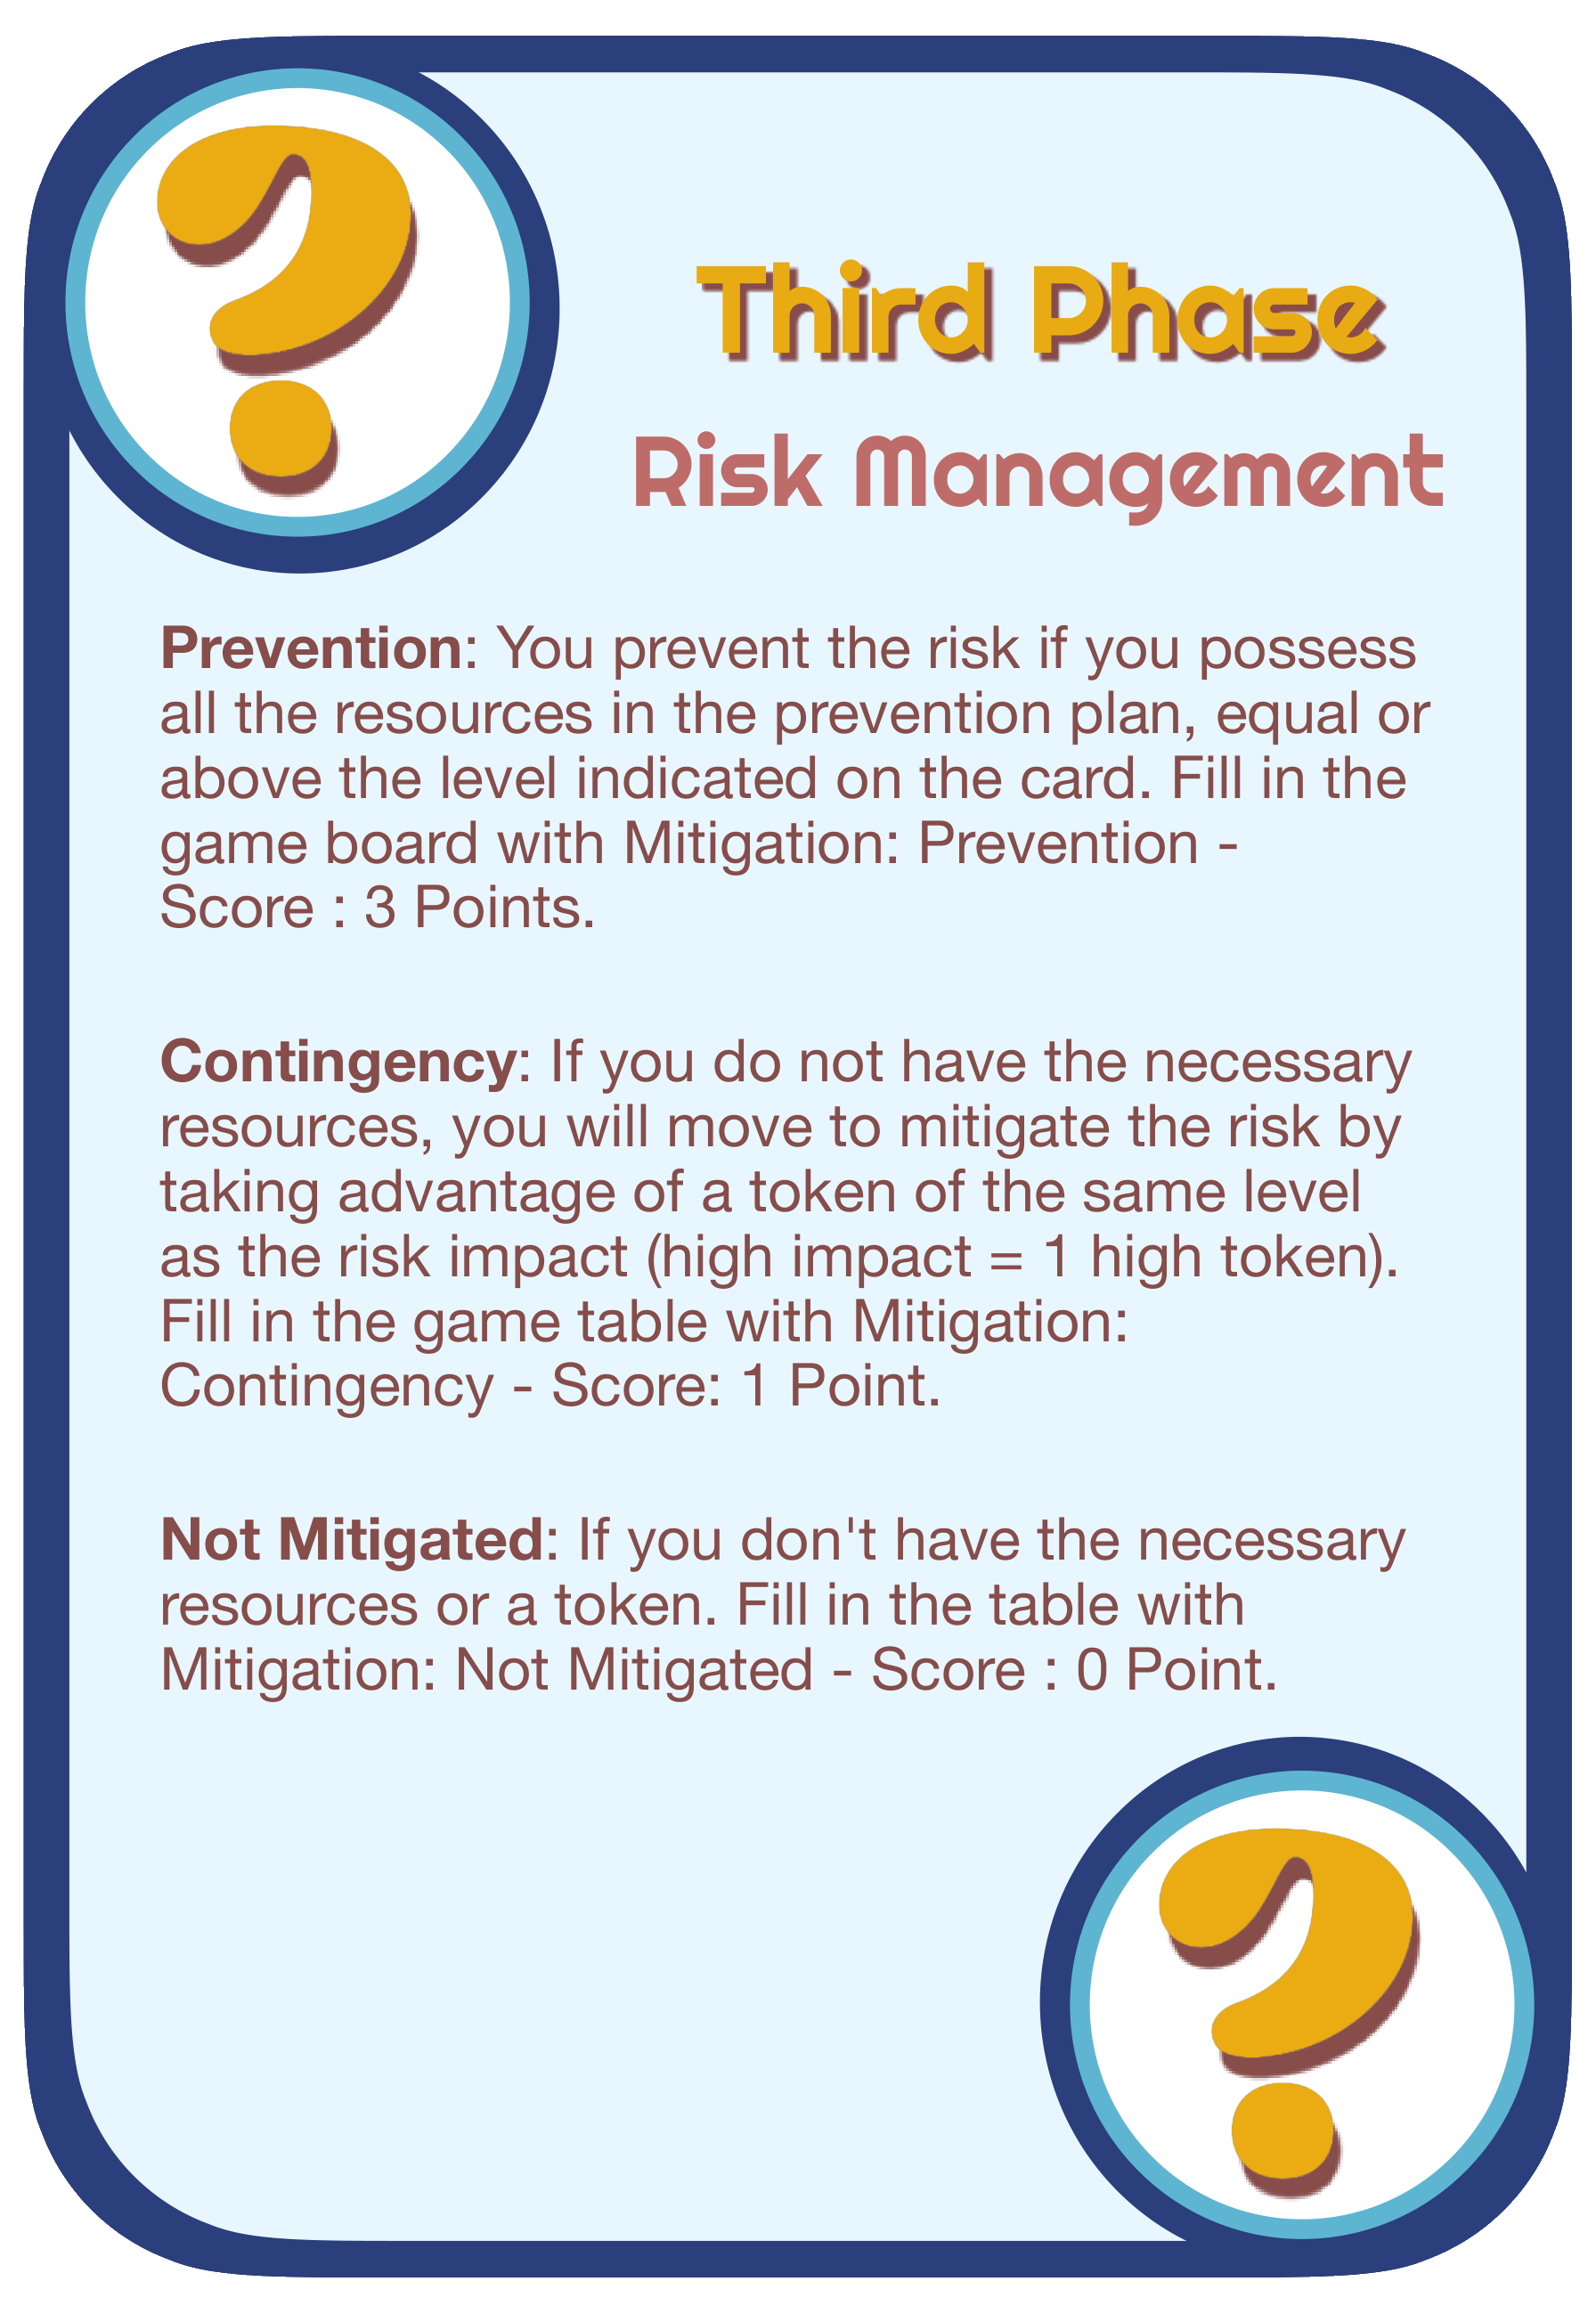 ?
Third Phase
Risk Management
Prevention: You prevent the risk if you possess
all the resources in the prevention plan, equal or
above the level indicated on the card. Fill in the
game board with Mitigation: Prevention -
Score : 3 Points.
Contingency: If you do not have the necessary
resources, you will move to mitigate the risk by
taking advantage of a token of the same level
as the risk impact (high impact = 1 high token).
Fill in the game table with Mitigation:
Contingency - Score: 1 Point.
Not Mitigated: If you don't have the necessary
resources or a token. Fill in the table with
Mitigation: Not Mitigated - Score : 0 Point.
?